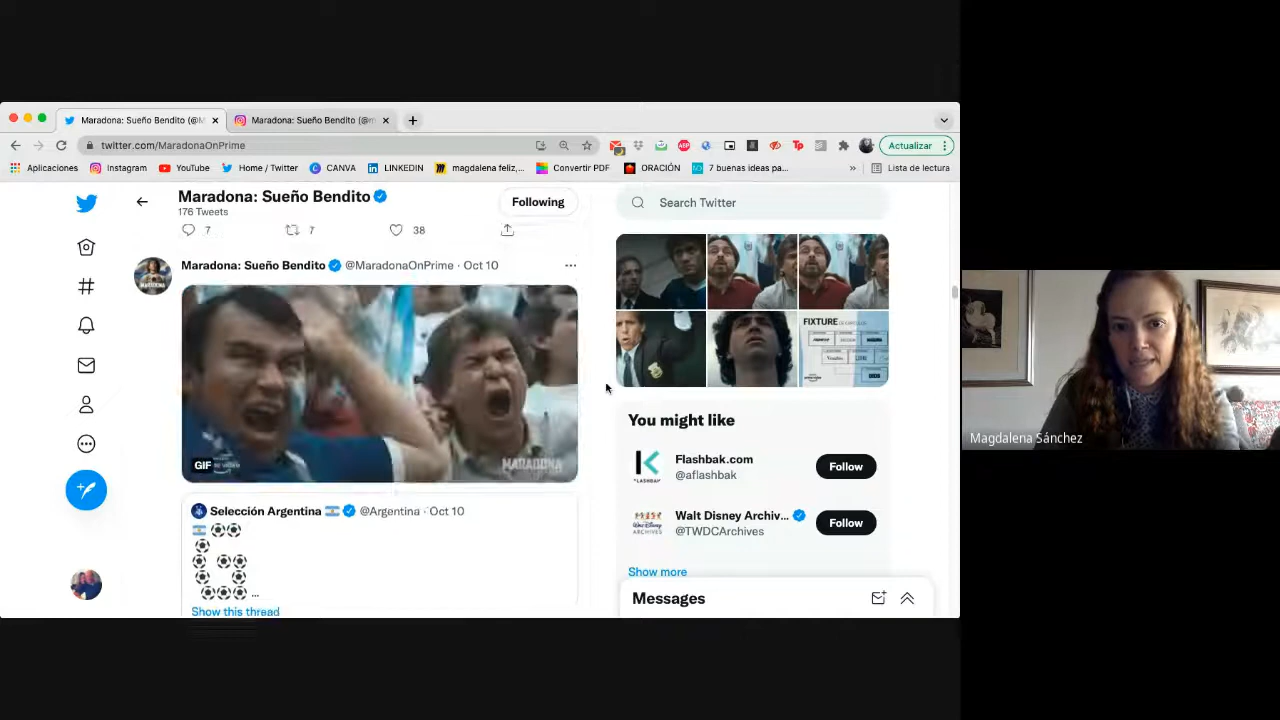 Maradona: Sueño Bendito (@M
Maradona: Sueño Bendito (@m
twitter.com/MaradonaOnPrime
Actualizar
Aplicaciones
Instagram
YouTube
Home / Twitter
CANVA
LINKEDIN
magdalena feliz,...
Convertir PDF
ORACIÓN
7 buenas ideas pa...
»
Lista de lectura
Maradona: Sueño Bendito
176 Tweets
Following
Search Twitter
7
7
38
Maradona: Sueño Bendito @MaradonaOnPrime · Oct 10
GIF
MARADONA
Selección Argentina @Argentina · Oct 10
...
Show this thread
FIXTURE
You might like
Flashbak.com
@aflashbak
Follow
Walt Disney Archiv...
@TWDCArchives
Follow
Show more
Messages
Magdalena Sánchez